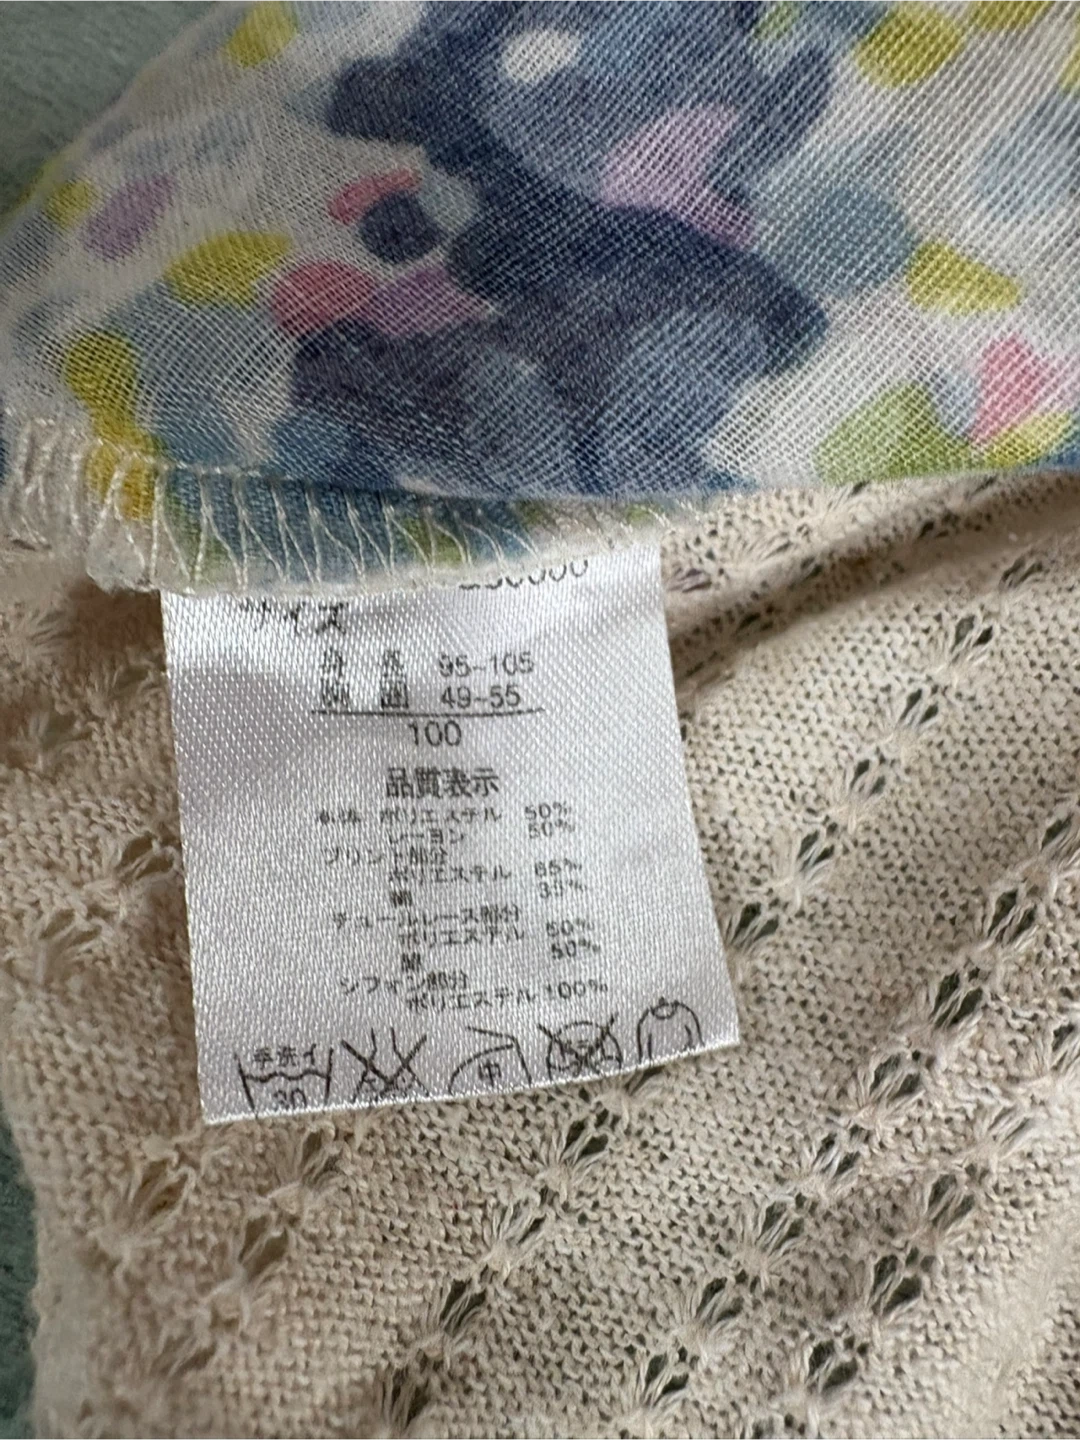 サイズ
身 長 95~105
胸 囲 49~55
100
品質表示
本体 ポリエステル 50%
レーヨン 50%
プリント部分
ポリエステル 65%
綿 35%
チュールレース部分
ポリエステル 50%
綿 50%
シフォン部分
ポリエステル 100%
手洗イ
30
中